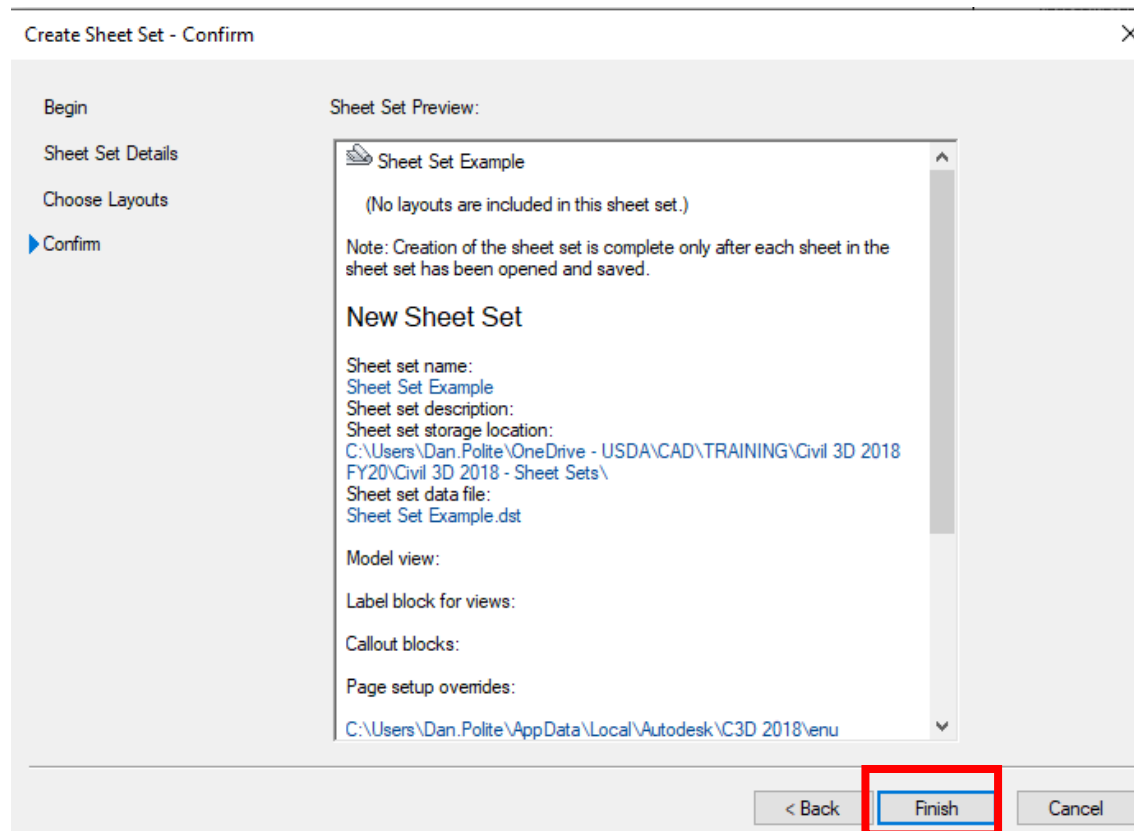 Create Sheet Set - Confirm
Begin
Sheet Set Details
Choose Layouts
Confirm
Sheet Set Preview:
Sheet Set Example
(No layouts are included in this sheet set.)
Note: Creation of the sheet set is complete only after each sheet in the
sheet set has been opened and saved.
New Sheet Set
Sheet set name:
Sheet Set Example
Sheet set description:
Sheet set storage location:
C:\Users\Dan.Polite\OneDrive - USDA\CAD\TRAINING\Civil 3D 2018
FY20\Civil 3D 2018 - Sheet Sets\
Sheet set data file:
Sheet Set Example.dst
Model view:
Label block for views:
Callout blocks:
Page setup overrides:
C:\Users\Dan.Polite\AppData\Local\Autodesk\C3D 2018\enu
< Back
Finish
Cancel